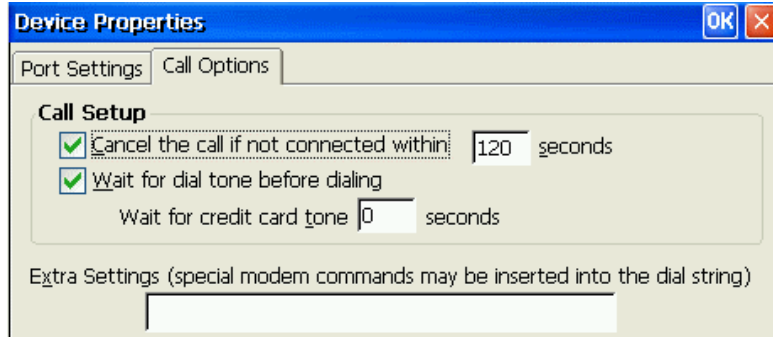 Device Properties OK
Port Settings Call Options
Call Setup
Cancel the call if not connected within 120 seconds
Wait for dial tone before dialing
Wait for credit card tone 0 seconds
Extra Settings (special modem commands may be inserted into the dial string)